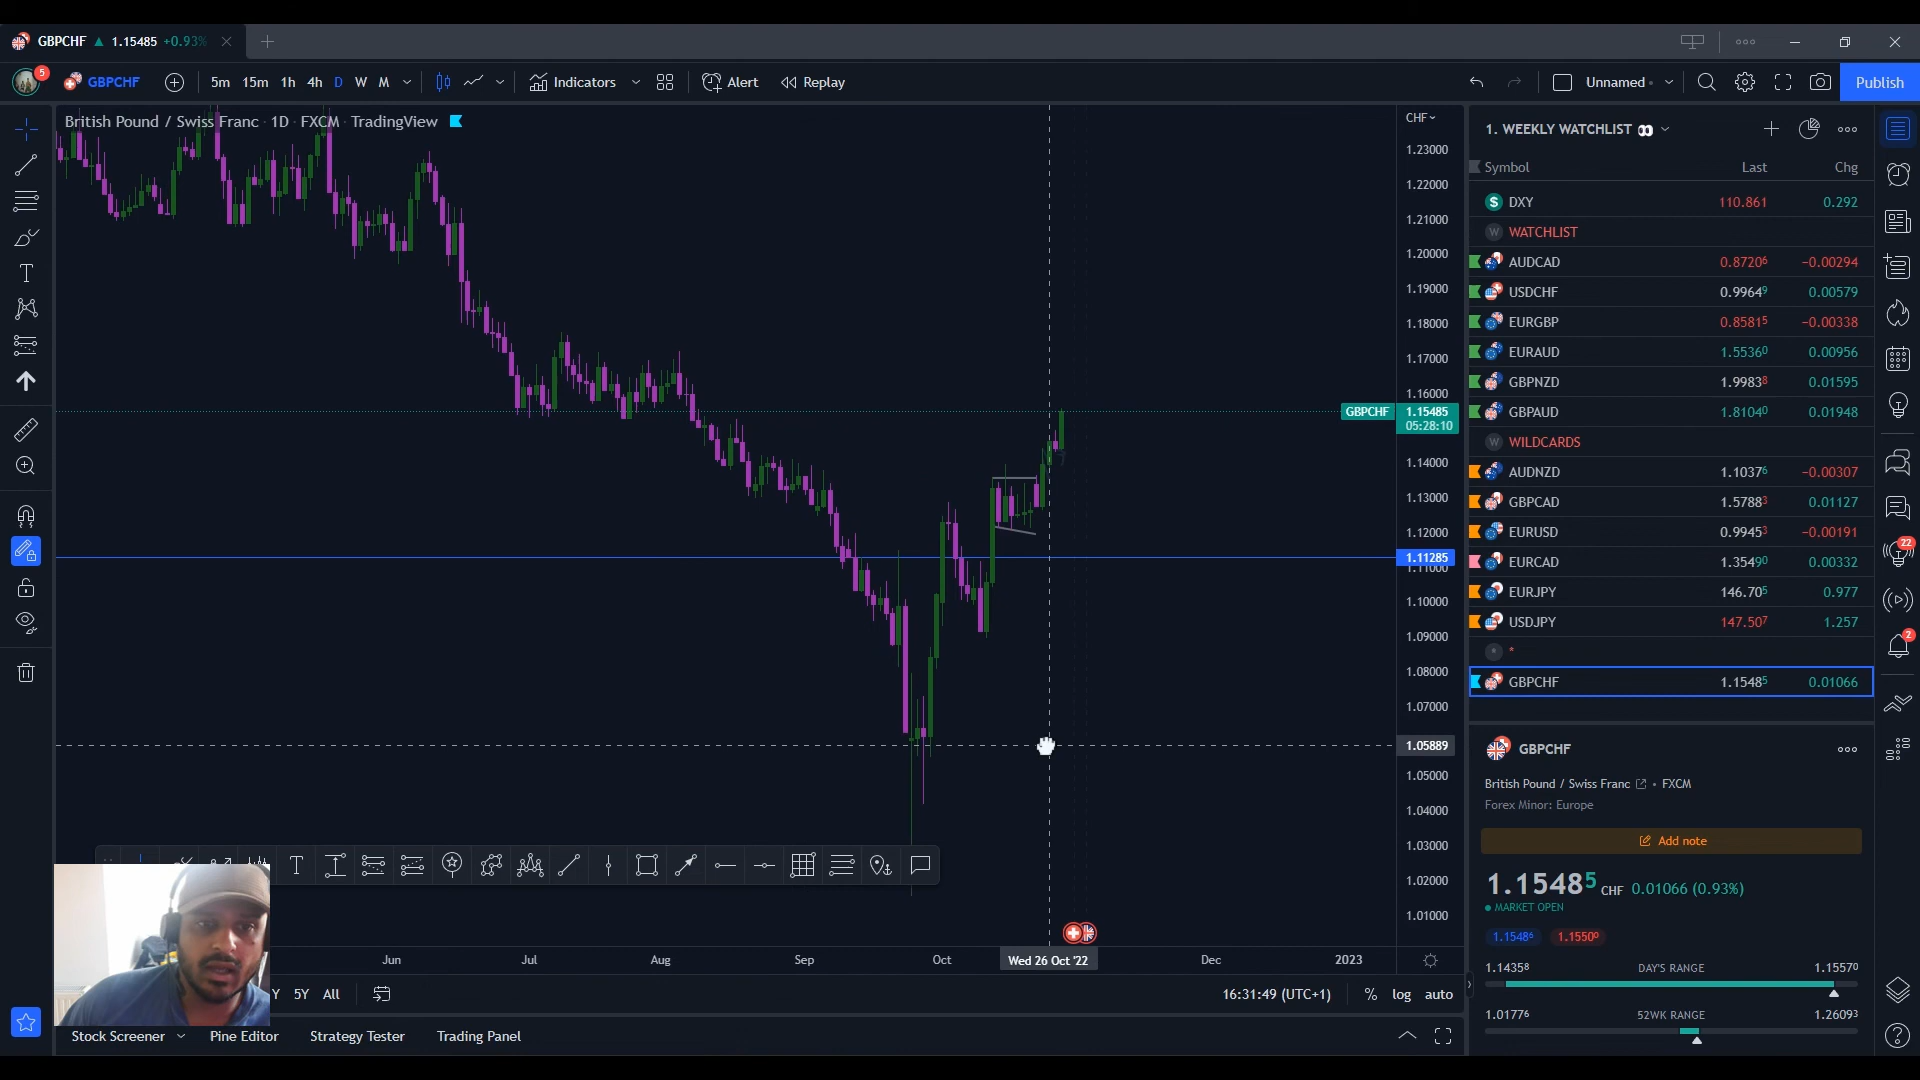 GBPCHF ▲ 1.15485 +0.93%
5 GBPCHF 5m 15m 1h 4h D W M Indicators Alert Replay Unnamed Publish
British Pound / Swiss Franc · 1D · FXCM · TradingView
CHF
1.23000
1.22000
1.21000
1.20000
1.19000
1.18000
1.17000
1.16000
GBPCHF 1.15485
05:28:10
1.14000
1.13000
1.12000
1.11285
1.11000
1.10000
1.09000
1.08000
1.07000
1.05889
1.05000
1.04000
1.03000
1.02000
1.01000
Jun Jul Aug Sep Oct Wed 26 Oct '22 Dec 2023
Y 5Y All 16:31:49 (UTC+1) % log auto
Stock Screener Pine Editor Strategy Tester Trading Panel
1. WEEKLY WATCHLIST
Symbol Last Chg
DXY 110.861 0.292
WATCHLIST
AUDCAD 0.87206 −0.00294
USDCHF 0.99649 0.00579
EURGBP 0.85815 −0.00338
EURAUD 1.55360 0.00956
GBPNZD 1.99838 0.01595
GBPAUD 1.81040 0.01948
WILDCARDS
AUDNZD 1.10376 −0.00307
GBPCAD 1.57883 0.01127
EURUSD 0.99453 −0.00191
EURCAD 1.35490 0.00332
EURJPY 146.705 0.977
USDJPY 147.507 1.257
*
GBPCHF 1.15485 0.01066
GBPCHF
British Pound / Swiss Franc • FXCM
Forex Minor: Europe
Add note
1.15485 CHF 0.01066 (0.93%)
MARKET OPEN
1.15486 1.15500
1.14358 DAY'S RANGE 1.15570
1.01776 52WK RANGE 1.26093
22
2